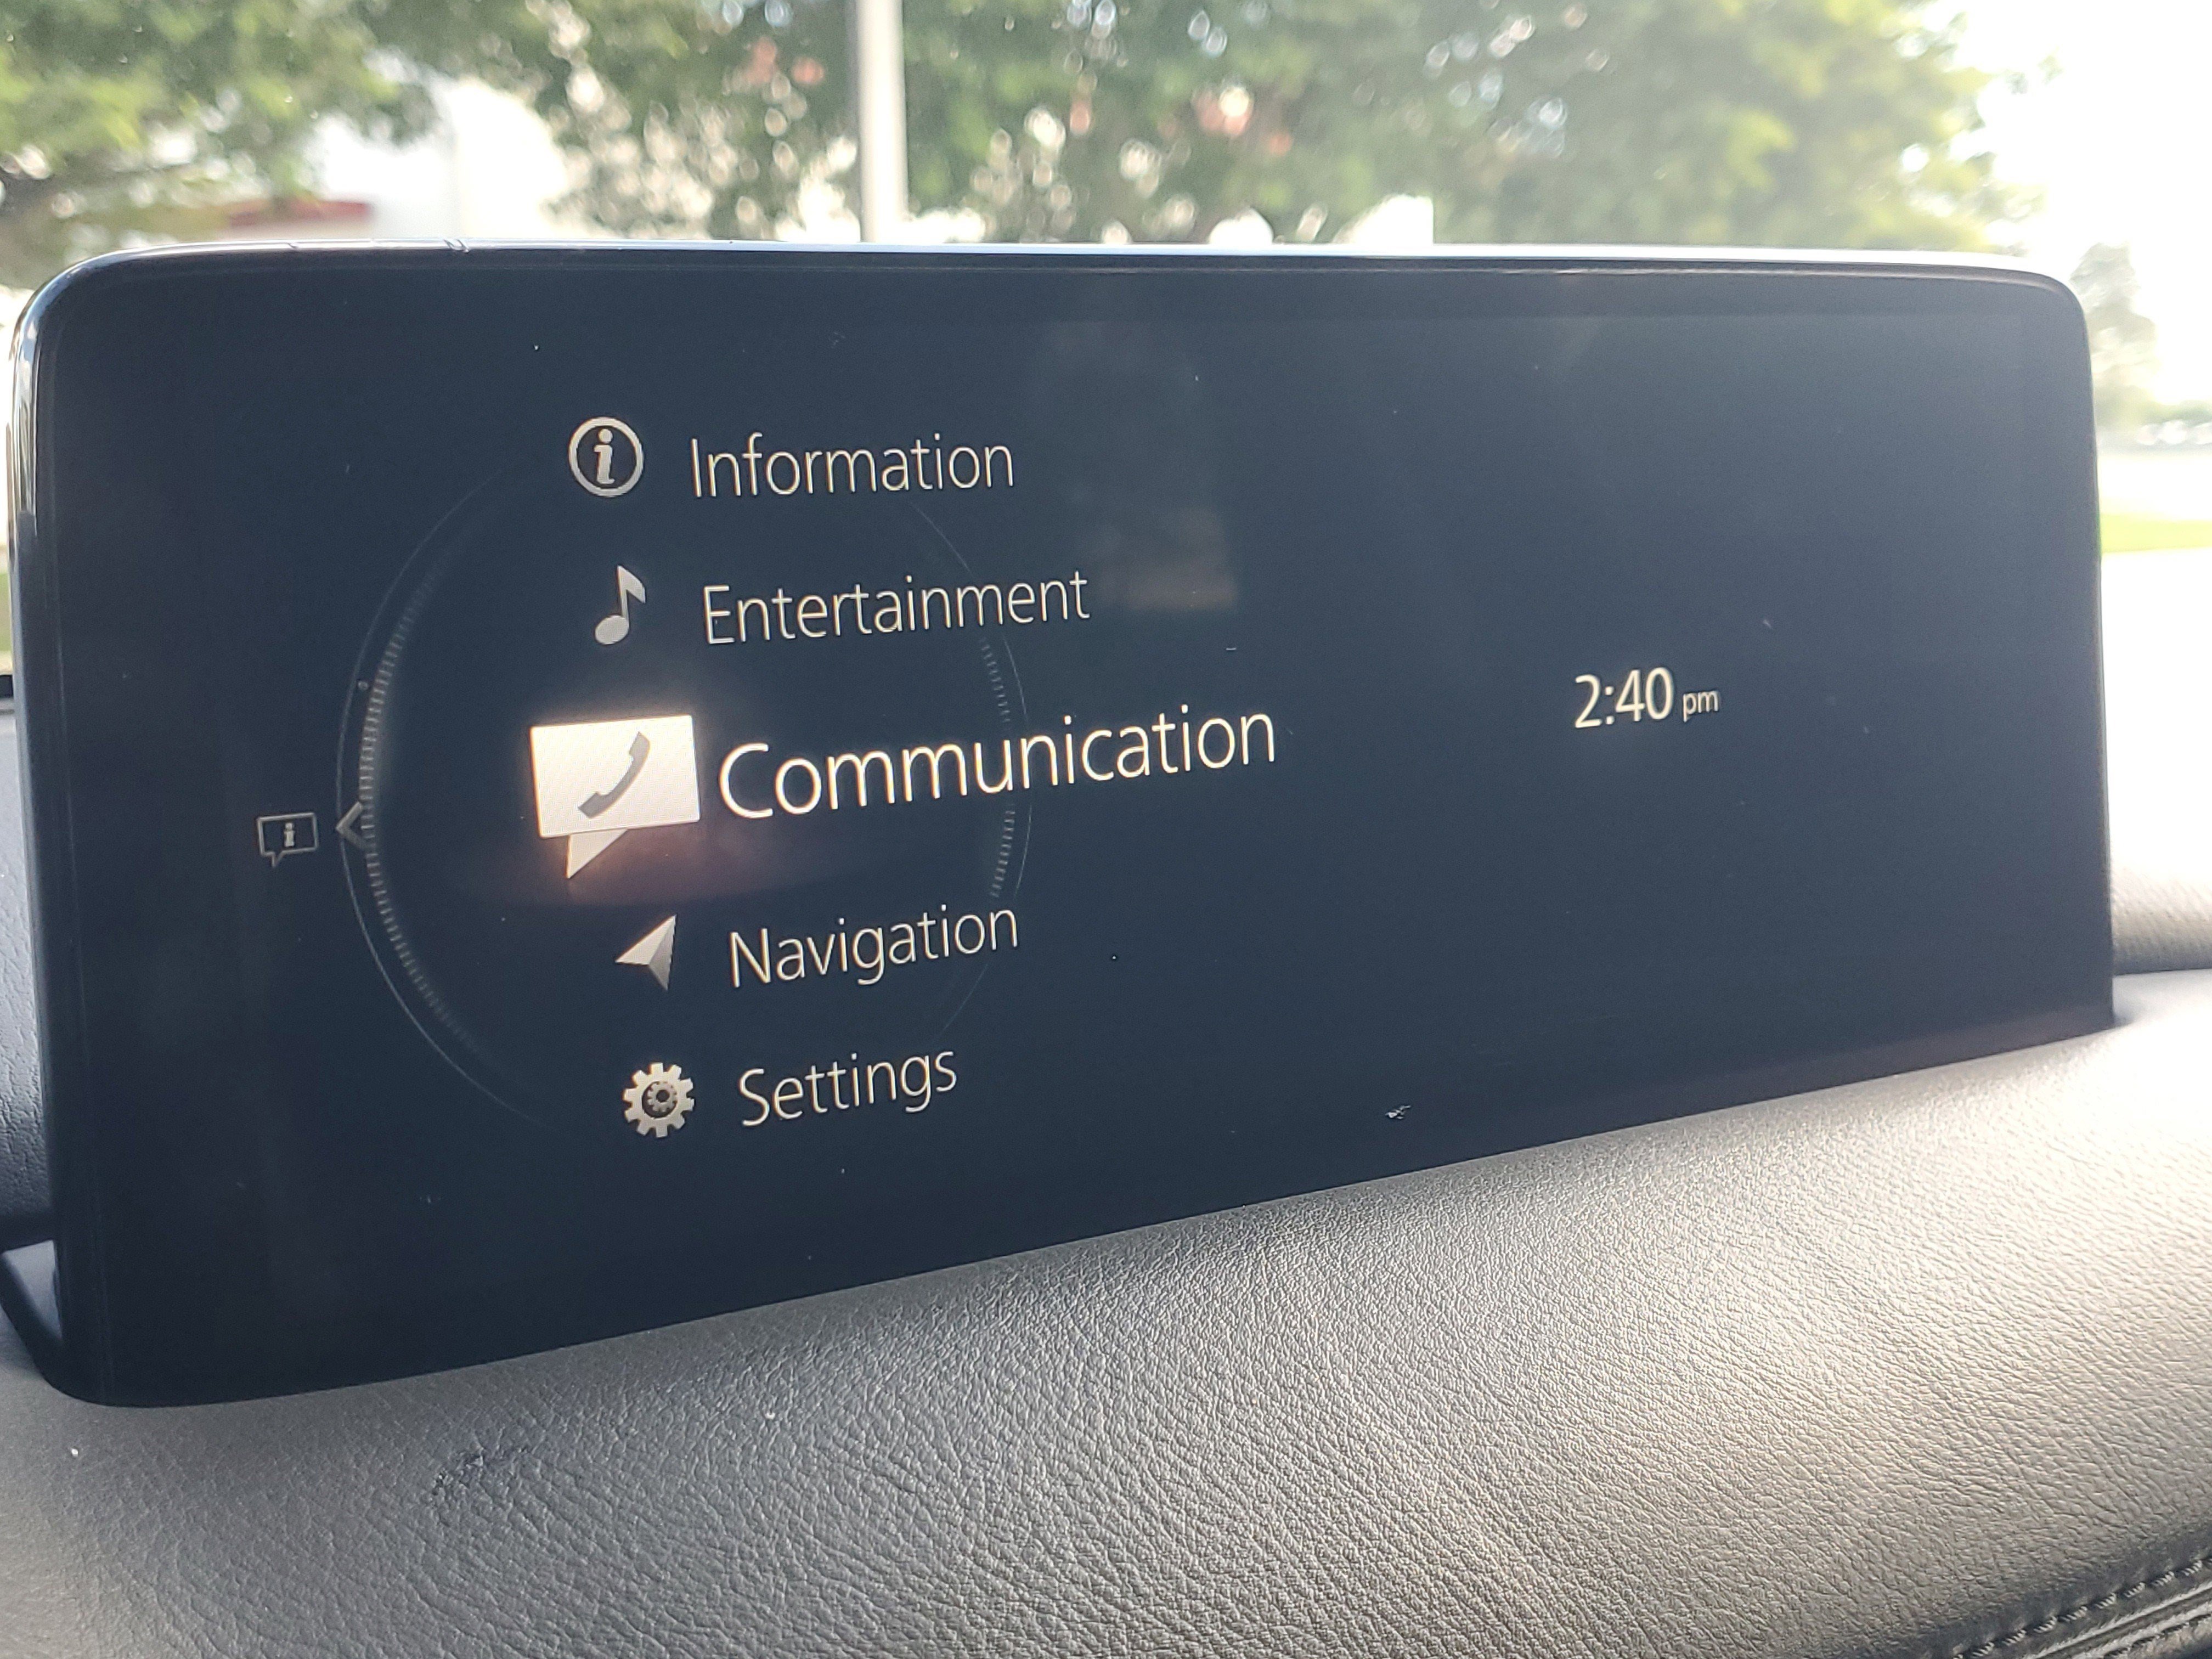 Information
Entertainment
Communication
2:40 pm
Navigation
Settings